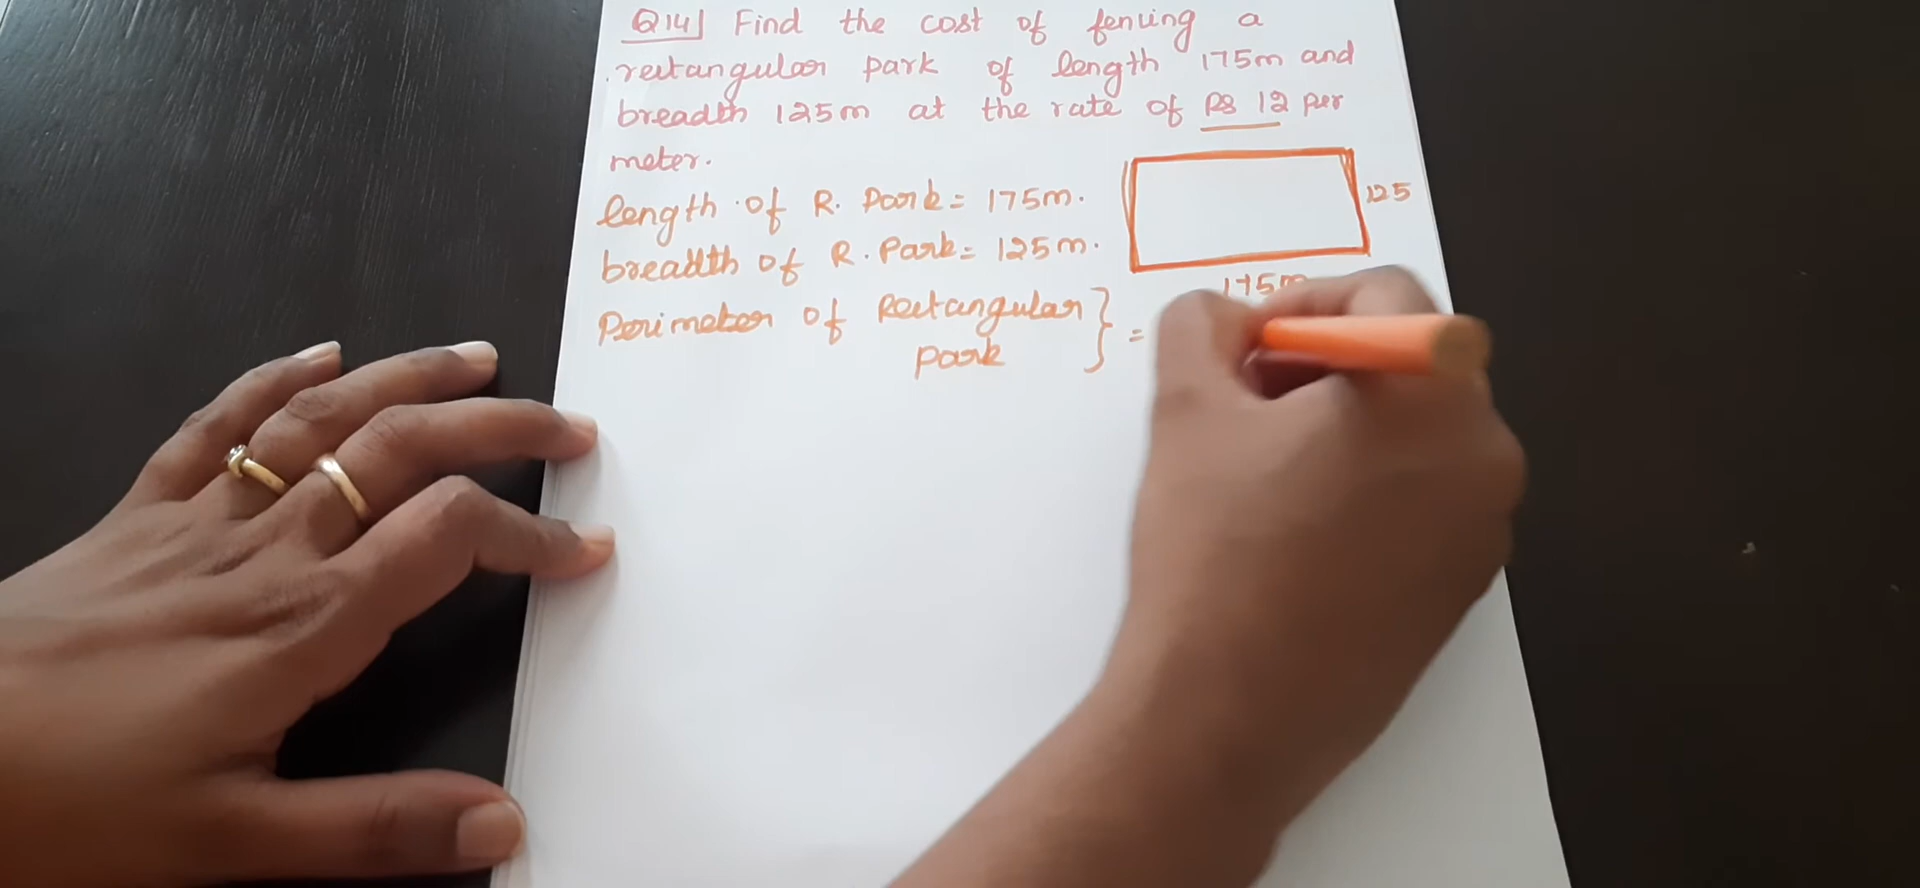 Q14] Find the cost of fencing a
rectangular park of length 175m and
breadth 125m at the rate of Rs 12 per
meter.
length of R. Park = 175m.
breadth of R. Park = 125m.
125
175m
Perimeter of Rectangular
Park } =